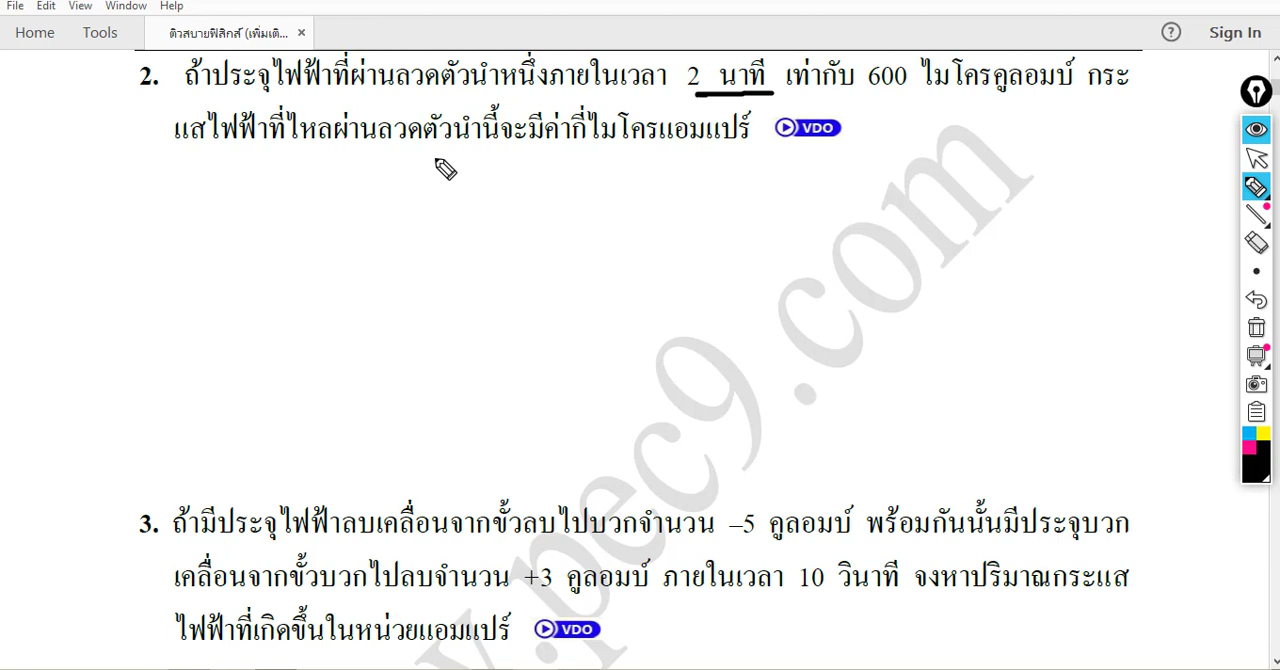 File Edit View Window Help
Home Tools ติวสบายฟิสิกส์ (เพิ่มเติ... × ? Sign In
2. ถ้าประจุไฟฟ้าที่ผ่านลวดตัวนำหนึ่งภายในเวลา 2 นาที เท่ากับ 600 ไมโครคูลอมบ์ กระ
แสไฟฟ้าที่ไหลผ่านลวดตัวนำนี้จะมีค่ากี่ไมโครแอมแปร์ VDO
3. ถ้ามีประจุไฟฟ้าลบเคลื่อนจากขั้วลบไปบวกจำนวน –5 คูลอมบ์ พร้อมกันนั้นมีประจุบวก
เคลื่อนจากขั้วบวกไปลบจำนวน +3 คูลอมบ์ ภายในเวลา 10 วินาที จงหาปริมาณกระแส
ไฟฟ้าที่เกิดขึ้นในหน่วยแอมแปร์ VDO
.pec9.com